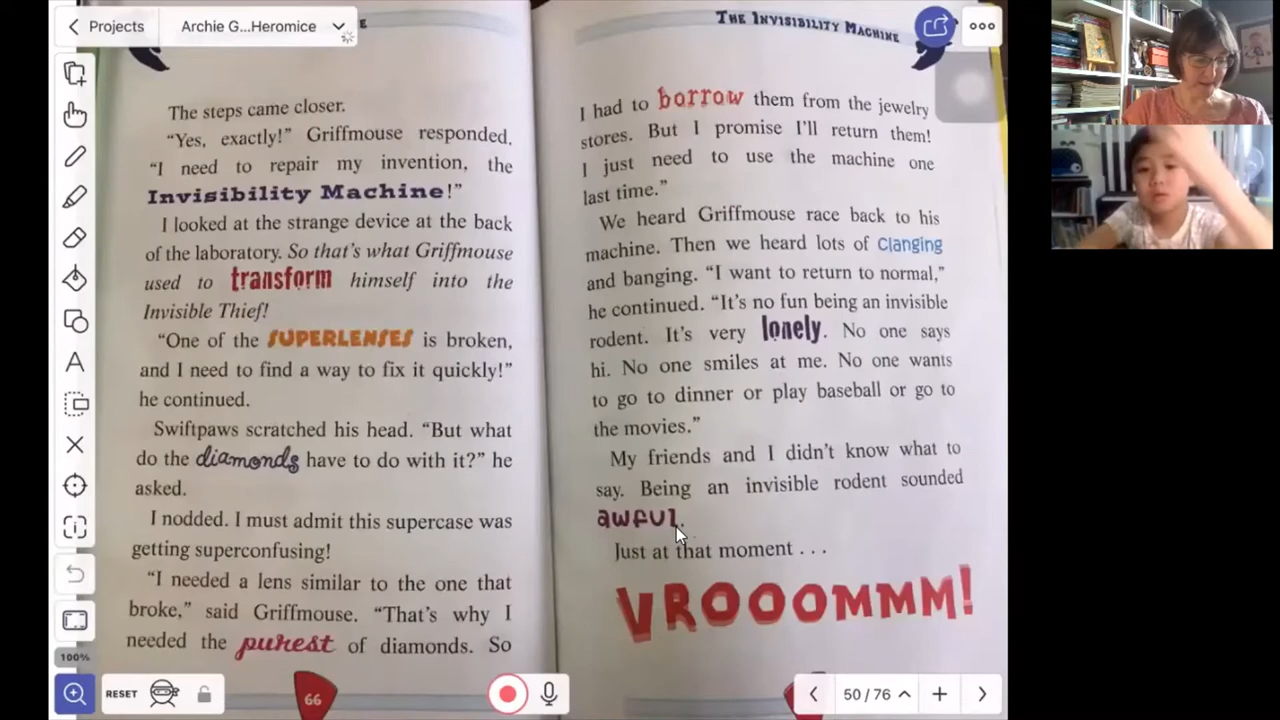 Projects
Archie G...Heromice
E
The steps came closer.
"Yes, exactly!" Griffmouse responded.
"I need to repair my invention, the
Invisibility Machine!"
I looked at the strange device at the back
of the laboratory. So that's what Griffmouse
used to transform himself into the
Invisible Thief!
"One of the SUPERLENSES is broken,
and I need to find a way to fix it quickly!"
he continued.
Swiftpaws scratched his head. "But what
do the diamonds have to do with it?" he
asked.
I nodded. I must admit this supercase was
getting superconfusing!
"I needed a lens similar to the one that
broke," said Griffmouse. "That's why I
needed the purest of diamonds. So
66
The Invisibility Machine
I had to borrow them from the jewelry
stores. But I promise I'll return them!
I just need to use the machine one
last time."
We heard Griffmouse race back to his
machine. Then we heard lots of Clanging
and banging. "I want to return to normal,"
he continued. "It's no fun being an invisible
rodent. It's very lonely. No one says
hi. No one smiles at me. No one wants
to go to dinner or play baseball or go to
the movies."
My friends and I didn't know what to
say. Being an invisible rodent sounded
awful.
Just at that moment . . .
VROOOMMM!
A
100%
RESET
50 / 76